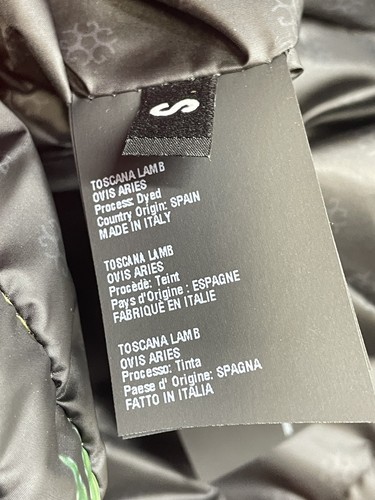 S
TOSCANA LAMB
OVIS ARIES
Process: Dyed
Country Origin: SPAIN
MADE IN ITALY
TOSCANA LAMB
OVIS ARIES
Procédè: Teint
Pays d'Origine : ESPAGNE
FABRIQUÉ EN ITALIE
TOSCANA LAMB
OVIS ARIES
Processo: Tinta
Paese d' Origine: SPAGNA
FATTO IN ITALIA